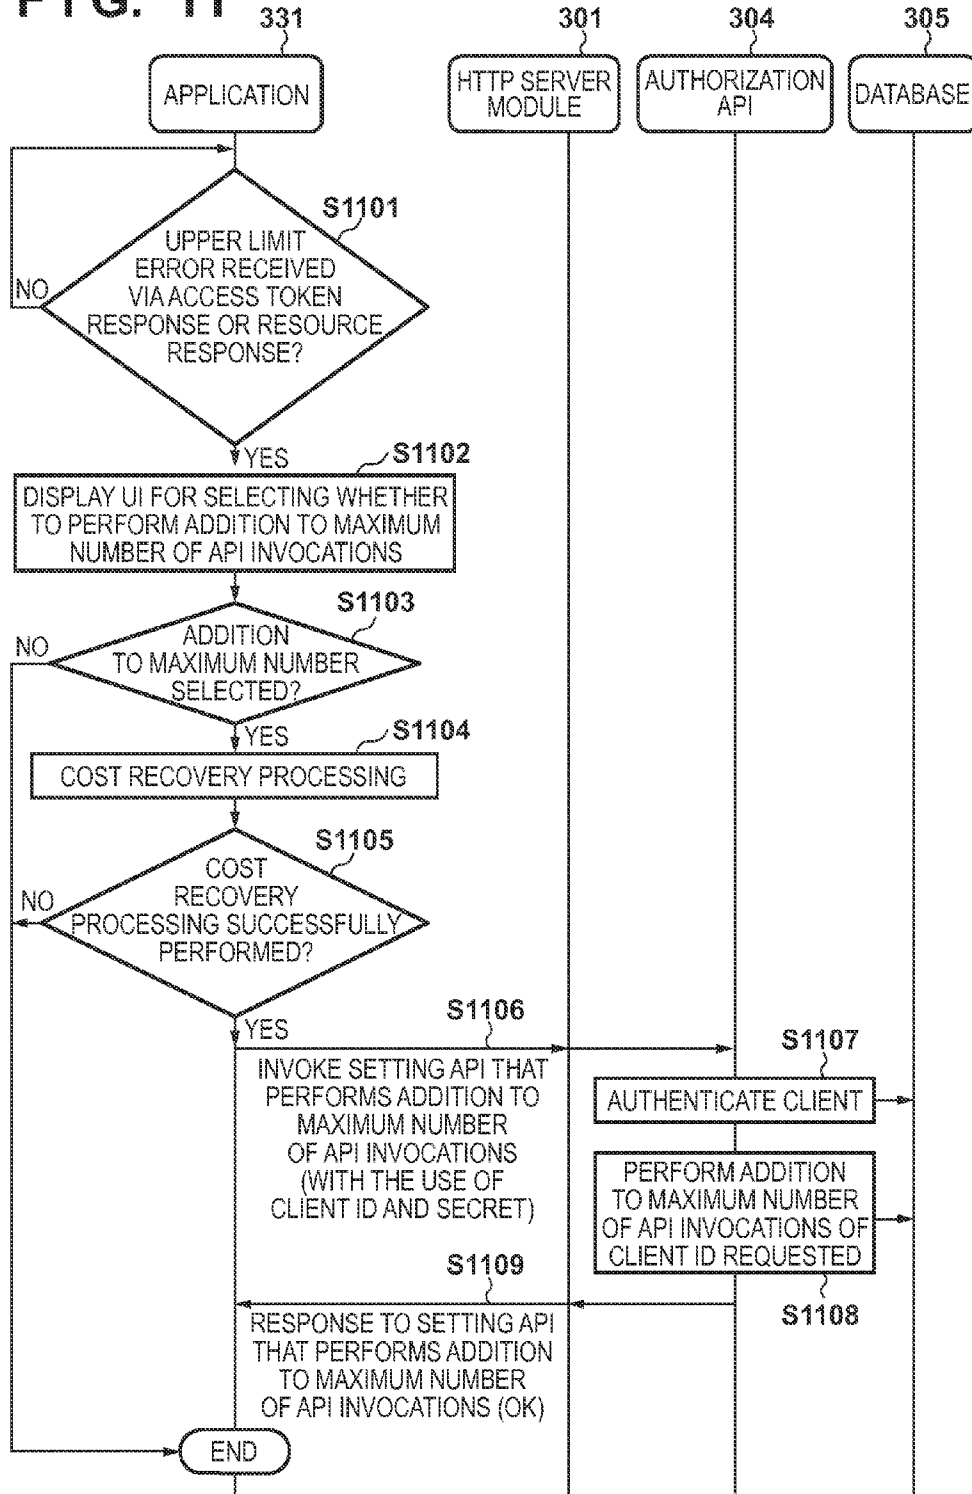 FIG. 11
331
301
304
305
APPLICATION
HTTP SERVER
MODULE
AUTHORIZATION
API
DATABASE
S1101
UPPER LIMIT
ERROR RECEIVED
VIA ACCESS TOKEN
RESPONSE OR RESOURCE
RESPONSE?
NO
YES
S1102
DISPLAY UI FOR SELECTING WHETHER
TO PERFORM ADDITION TO MAXIMUM
NUMBER OF API INVOCATIONS
S1103
NO
ADDITION
TO MAXIMUM NUMBER
SELECTED?
YES
S1104
COST RECOVERY PROCESSING
S1105
COST
RECOVERY
PROCESSING SUCCESSFULLY
PERFORMED?
NO
YES
S1106
INVOKE SETTING API THAT
PERFORMS ADDITION TO
MAXIMUM NUMBER
OF API INVOCATIONS
(WITH THE USE OF
CLIENT ID AND SECRET)
S1107
AUTHENTICATE CLIENT
PERFORM ADDITION
TO MAXIMUM NUMBER
OF API INVOCATIONS OF
CLIENT ID REQUESTED
S1108
S1109
RESPONSE TO SETTING API
THAT PERFORMS ADDITION
TO MAXIMUM NUMBER
OF API INVOCATIONS (OK)
END